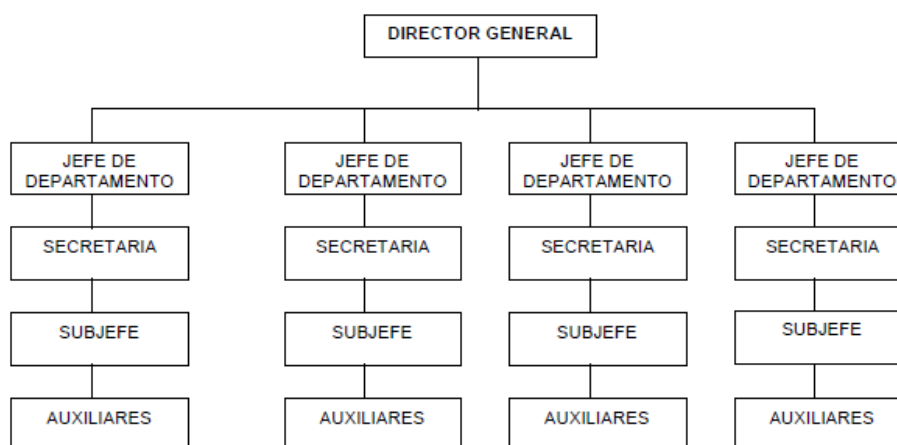 DIRECTOR GENERAL
JEFE DE
DEPARTAMENTO
JEFE DE
DEPARTAMENTO
JEFE DE
DEPARTAMENTO
JEFE DE
DEPARTAMENTO
SECRETARIA
SECRETARIA
SECRETARIA
SECRETARIA
SUBJEFE
SUBJEFE
SUBJEFE
SUBJEFE
AUXILIARES
AUXILIARES
AUXILIARES
AUXILIARES